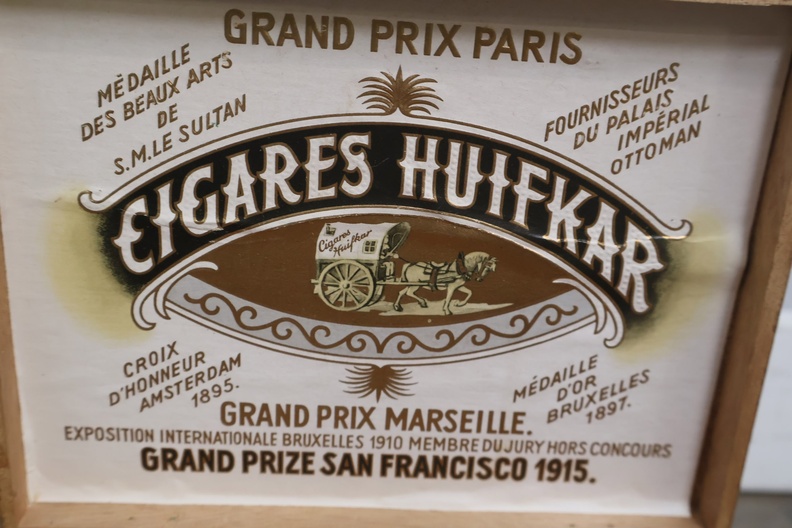 GRAND PRIX PARIS
MÉDAILLE
DES BEAUX ARTS
DE
S.M. LE SULTAN
FOURNISSEURS
DU PALAIS
IMPÉRIAL
OTTOMAN
CIGARES HUIFKAR
Cigares
Huifkar
CROIX
D'HONNEUR
AMSTERDAM
1895.
MÉDAILLE
D'OR
BRUXELLES
1897.
GRAND PRIX MARSEILLE.
EXPOSITION INTERNATIONALE BRUXELLES 1910 MEMBRE DU JURY HORS CONCOURS
GRAND PRIZE SAN FRANCISCO 1915.